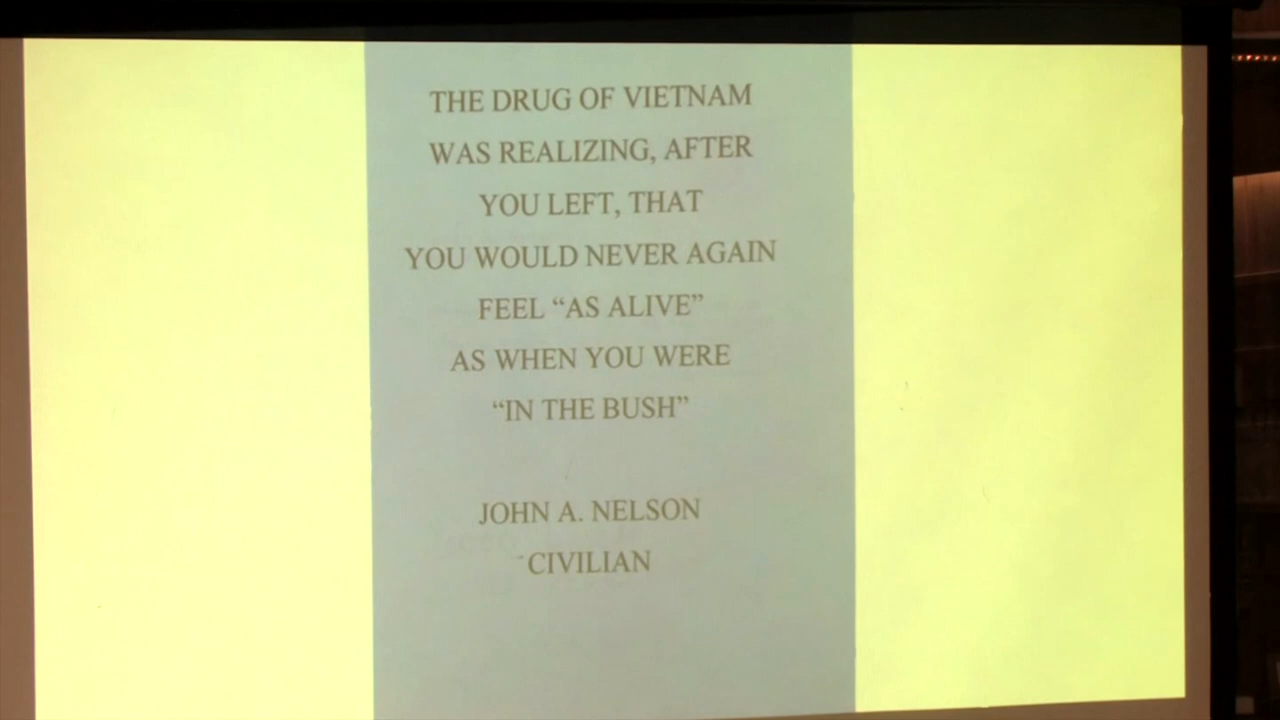 THE DRUG OF VIETNAM
WAS REALIZING, AFTER
YOU LEFT, THAT
YOU WOULD NEVER AGAIN
FEEL “AS ALIVE”
AS WHEN YOU WERE
“IN THE BUSH”
JOHN A. NELSON
CIVILIAN